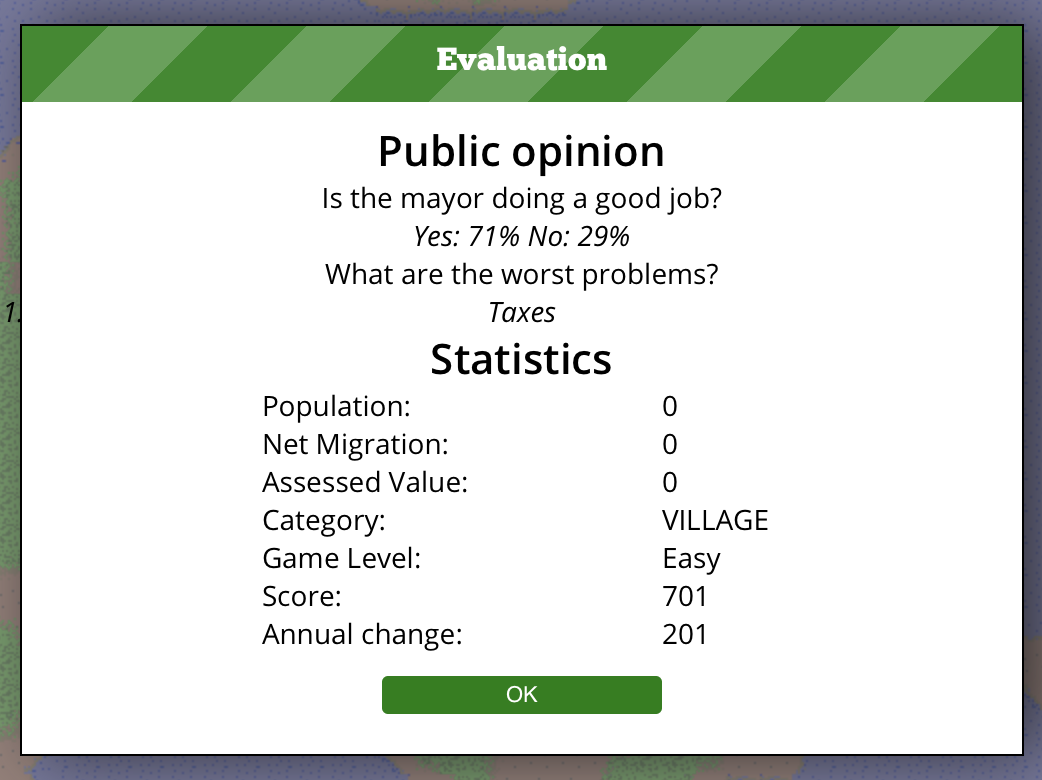 Evaluation
Public opinion
Is the mayor doing a good job?
Yes: 71% No: 29%
What are the worst problems?
1. Taxes
Statistics
Population: 0
Net Migration: 0
Assessed Value: 0
Category: VILLAGE
Game Level: Easy
Score: 701
Annual change: 201
OK